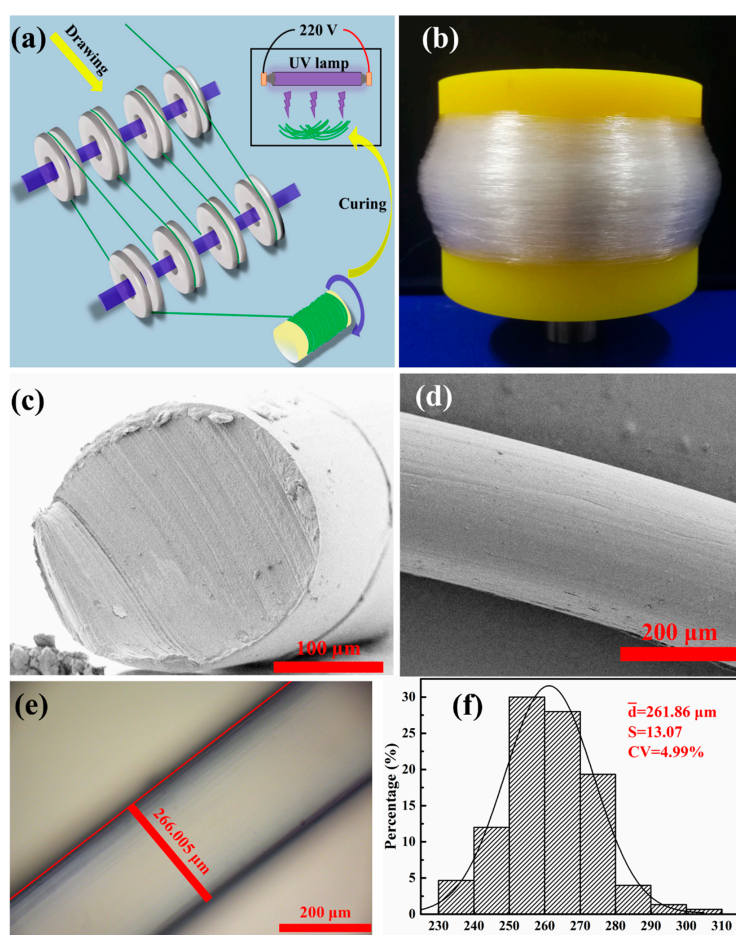 (a)
Drawing
220 V
UV lamp
Curing
(b)
(c)
100 μm
(d)
200 μm
(e)
266.005 μm
200 μm
(f)
d̅=261.86 μm
S=13.07
CV=4.99%
Percentage (%)
30
25
20
15
10
5
0
230 240 250 260 270 280 290 300 310